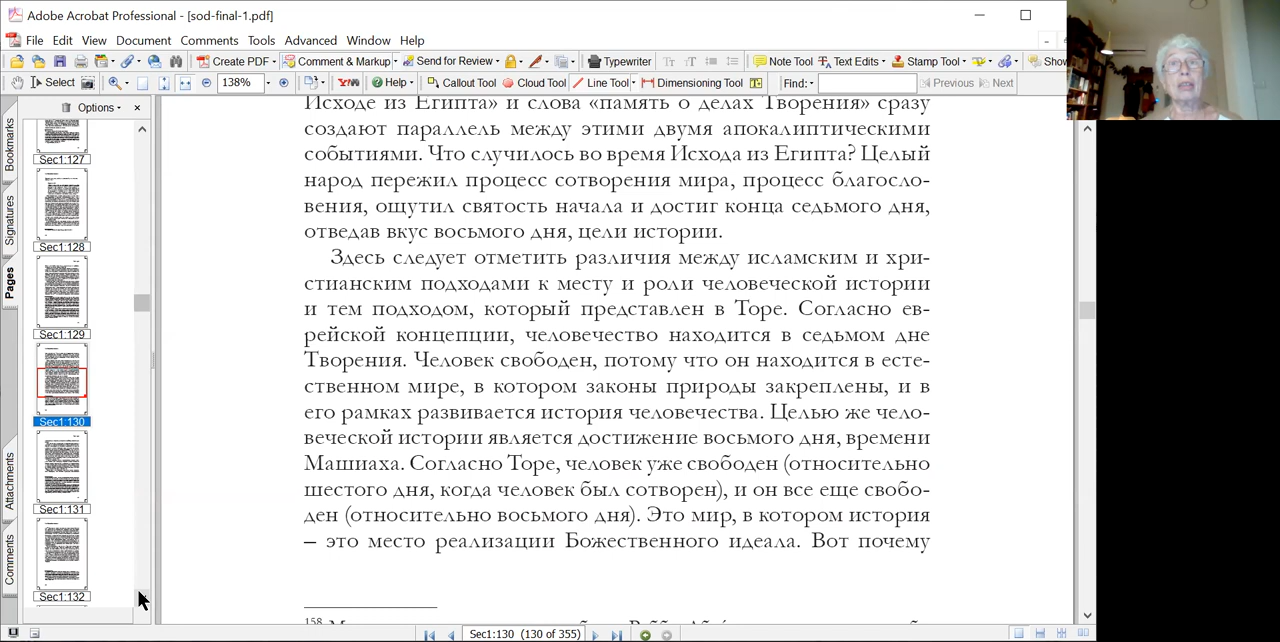 Adobe Acrobat Professional - [sod-final-1.pdf]
File Edit View Document Comments Tools Advanced Window Help
Create PDF Comment & Markup Send for Review Typewriter Note Tool Text Edits Stamp Tool Show
Select 138% Help Callout Tool Cloud Tool Line Tool Dimensioning Tool Find: Previous Next
Options
Bookmarks
Signatures
Pages
Attachments
Comments
Sec1:127
Sec1:128
Sec1:129
Sec1:130
Sec1:131
Sec1:132
Исходе из Египта» и слова «память о делах Творения» сразу
создают параллель между этими двумя апокалиптическими
событиями. Что случилось во время Исхода из Египта? Целый
народ пережил процесс сотворения мира, процесс благосло-
вения, ощутил святость начала и достиг конца седьмого дня,
отведав вкус восьмого дня, цели истории.
Здесь следует отметить различия между исламским и хри-
стианским подходами к месту и роли человеческой истории
и тем подходом, который представлен в Торе. Согласно ев-
рейской концепции, человечество находится в седьмом дне
Творения. Человек свободен, потому что он находится в есте-
ственном мире, в котором законы природы закреплены, и в
его рамках развивается история человечества. Целью же чело-
веческой истории является достижение восьмого дня, времени
Машиаха. Согласно Торе, человек уже свободен (относительно
шестого дня, когда человек был сотворен), и он все еще свобо-
ден (относительно восьмого дня). Это мир, в котором история
– это место реализации Божественного идеала. Вот почему
158
Sec1:130 (130 of 355)